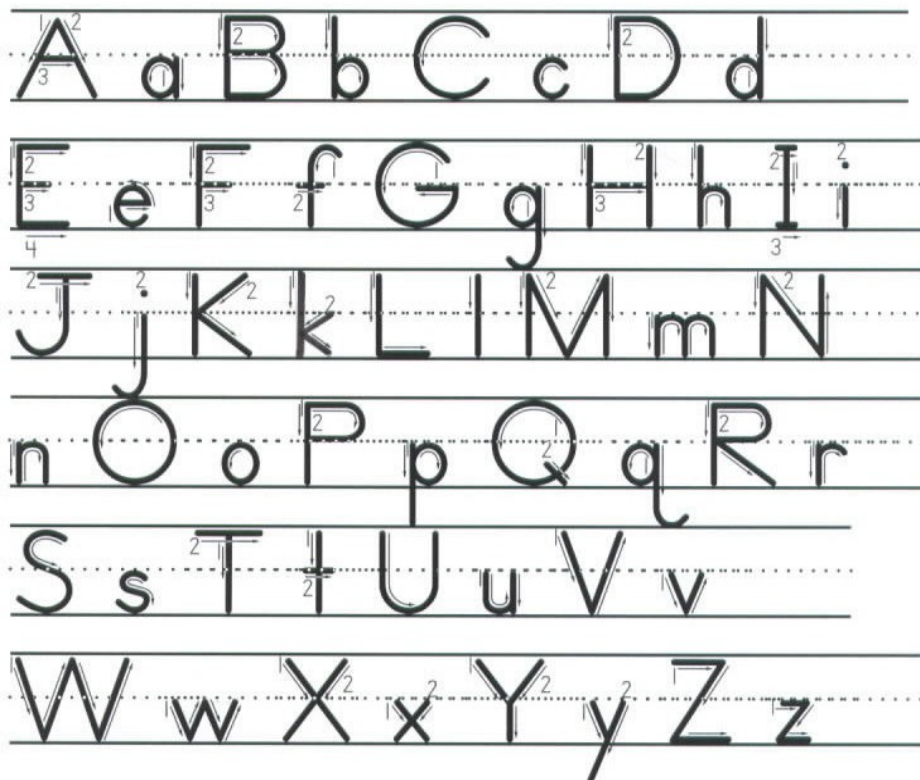 A a B b C c D d
E e F f G g H h I i
J j K k L l M m N
n O o P p Q q R r
S s T t U u V v
W w X x Y y Z z